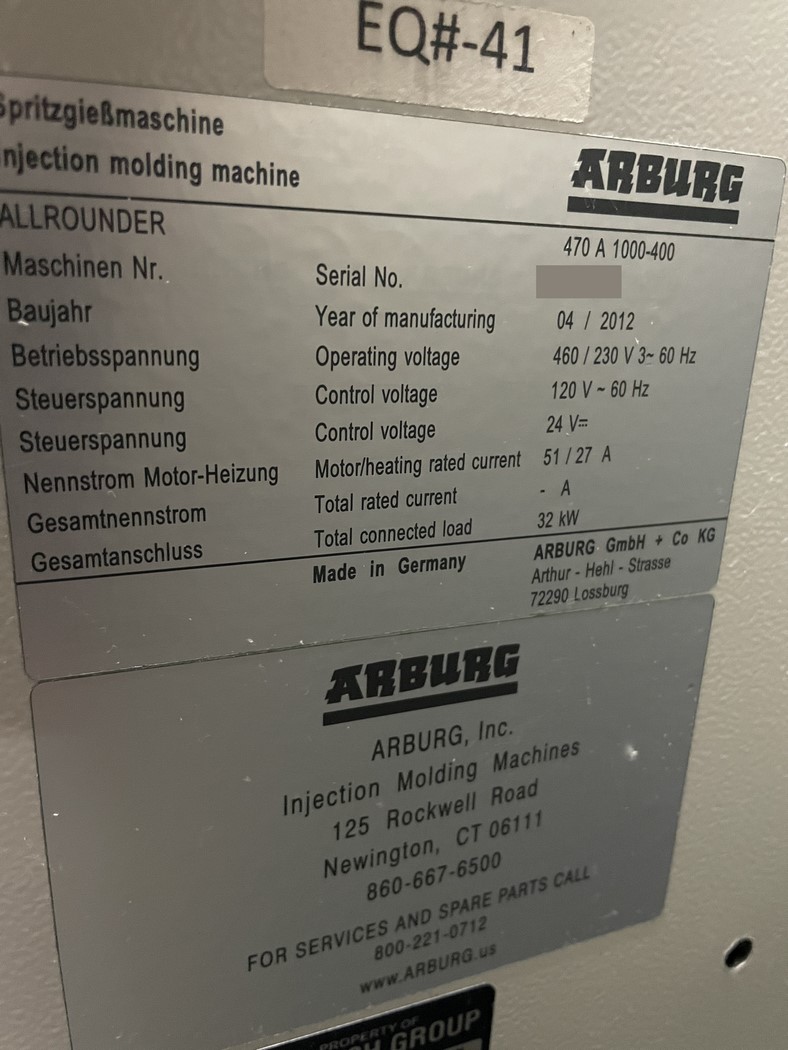 EQ#-41
Spritzgießmaschine
Injection molding machine
ARBURG
ALLROUNDER 470 A 1000-400
Maschinen Nr. Serial No.
Baujahr Year of manufacturing 04 / 2012
Betriebsspannung Operating voltage 460 / 230 V 3~ 60 Hz
Steuerspannung Control voltage 120 V ~ 60 Hz
Steuerspannung Control voltage 24 V⎓
Nennstrom Motor-Heizung Motor/heating rated current 51 / 27 A
Gesamtnennstrom Total rated current - A
Gesamtanschluss Total connected load 32 kW
Made in Germany ARBURG GmbH + Co KG
Arthur - Hehl - Strasse
72290 Lossburg
ARBURG
ARBURG, Inc.
Injection Molding Machines
125 Rockwell Road
Newington, CT 06111
860-667-6500
FOR SERVICES AND SPARE PARTS CALL
800-221-0712
www.ARBURG.us
PROPERTY OF
GROUP